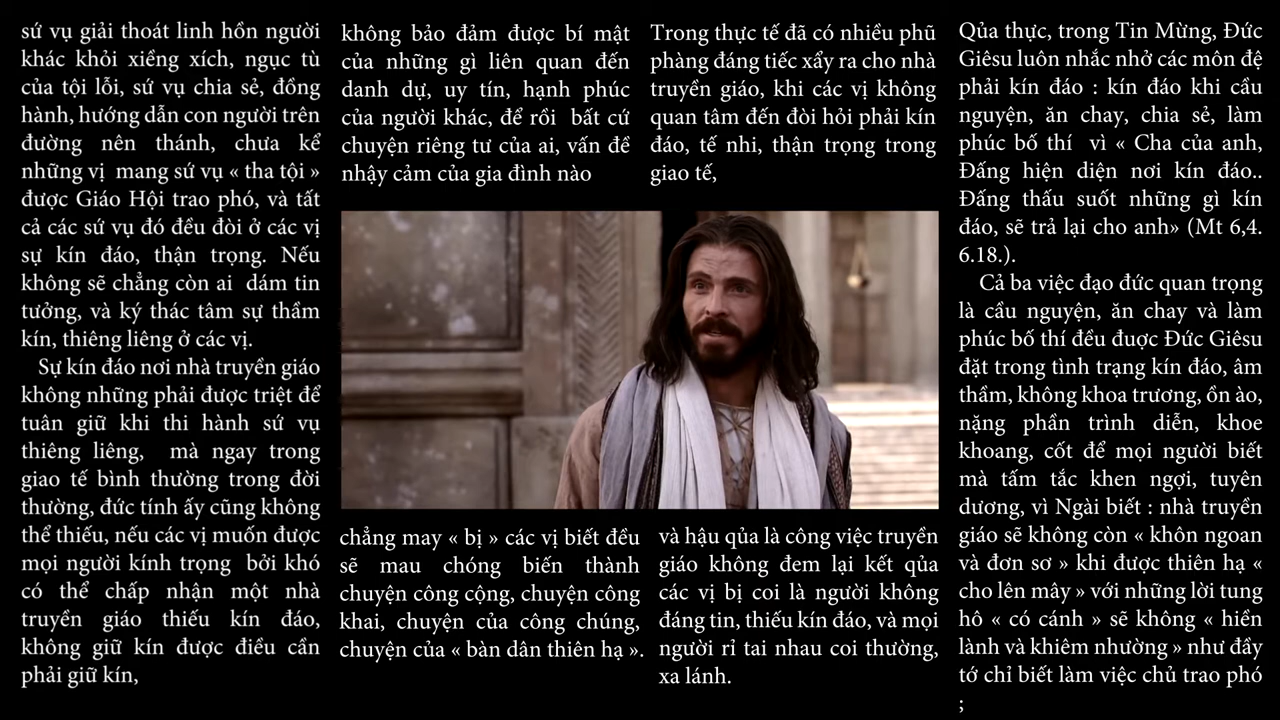 sứ vụ giải thoát linh hồn người
khác khỏi xiềng xích, ngục tù
của tội lỗi, sứ vụ chia sẻ, đồng
hành, hướng dẫn con người trên
đường nên thánh, chưa kể
những vị mang sứ vụ « tha tội »
được Giáo Hội trao phó, và tất
cả các sứ vụ đó đều đòi ở các vị
sự kín đáo, thận trọng. Nếu
không sẽ chẳng còn ai dám tin
tưởng, và ký thác tâm sự thầm
kín, thiêng liêng ở các vị.
Sự kín đáo nơi nhà truyền giáo
không những phải được triệt để
tuân giữ khi thi hành sứ vụ
thiêng liêng, mà ngay trong
giao tế bình thường trong đời
thường, đức tính ấy cũng không
thể thiếu, nếu các vị muốn được
mọi người kính trọng bởi khó
có thể chấp nhận một nhà
truyền giáo thiếu kín đáo,
không giữ kín được điều cần
phải giữ kín,
không bảo đảm được bí mật
của những gì liên quan đến
danh dự, uy tín, hạnh phúc
của người khác, để rồi bất cứ
chuyện riêng tư của ai, vấn đề
nhậy cảm của gia đình nào
chẳng may « bị » các vị biết đều
sẽ mau chóng biến thành
chuyện công cộng, chuyện công
khai, chuyện của công chúng,
chuyện của « bàn dân thiên hạ ».
Trong thực tế đã có nhiều phũ
phàng đáng tiếc xẩy ra cho nhà
truyền giáo, khi các vị không
quan tâm đến đòi hỏi phải kín
đáo, tế nhi, thận trọng trong
giao tế,
và hậu qủa là công việc truyền
giáo không đem lại kết qủa
các vị bị coi là người không
đáng tin, thiếu kín đáo, và mọi
người rỉ tai nhau coi thường,
xa lánh.
Qủa thực, trong Tin Mừng, Đức
Giêsu luôn nhắc nhở các môn đệ
phải kín đáo : kín đáo khi cầu
nguyện, ăn chay, chia sẻ, làm
phúc bố thí vì « Cha của anh,
Đấng hiện diện nơi kín đáo..
Đấng thấu suốt những gì kín
đáo, sẽ trả lại cho anh» (Mt 6,4.
6.18.).
Cả ba việc đạo đức quan trọng
là cầu nguyện, ăn chay và làm
phúc bố thí đều đuợc Đức Giêsu
đặt trong tình trạng kín đáo, âm
thầm, không khoa trương, ồn ào,
nặng phần trình diễn, khoe
khoang, cốt để mọi người biết
mà tấm tắc khen ngợi, tuyên
dương, vì Ngài biết : nhà truyền
giáo sẽ không còn « khôn ngoan
và đơn sơ » khi được thiên hạ «
cho lên mây » với những lời tung
hô « có cánh » sẽ không « hiền
lành và khiêm nhường » như đầy
tớ chỉ biết làm việc chủ trao phó
;